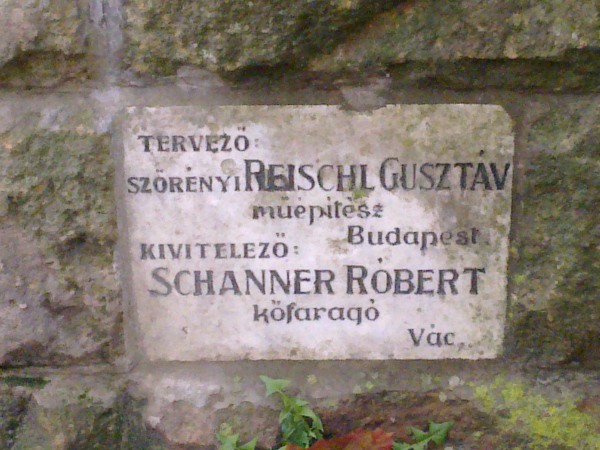 TERVEZŐ:
SZÖRÉNYI REISCHL GUSZTÁV
műépitész
Budapest.
KIVITELEZŐ:
SCHANNER RÓBERT
kőfaragó
Vác.